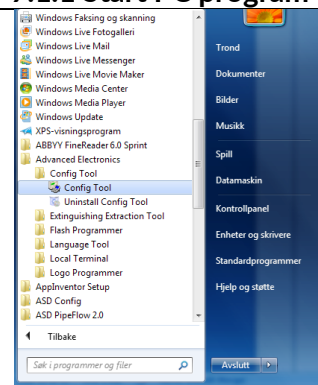 7.1.1 Start PC program
Windows Faksing og skanning
Windows Live Fotogalleri
Windows Live Mail
Windows Live Messenger
Windows Live Movie Maker
Windows Media Center
Windows Media Player
Windows Update
XPS-visningsprogram
ABBYY FineReader 6.0 Sprint
Advanced Electronics
Config Tool
Config Tool
Uninstall Config Tool
Extinguishing Extraction Tool
Flash Programmer
Language Tool
Local Terminal
Logo Programmer
AppInventor Setup
ASD Config
ASD PipeFlow 2.0
Tilbake
Søk i programmer og filer
Trond
Dokumenter
Bilder
Musikk
Spill
Datamaskin
Kontrollpanel
Enheter og skrivere
Standardprogrammer
Hjelp og støtte
Avslutt